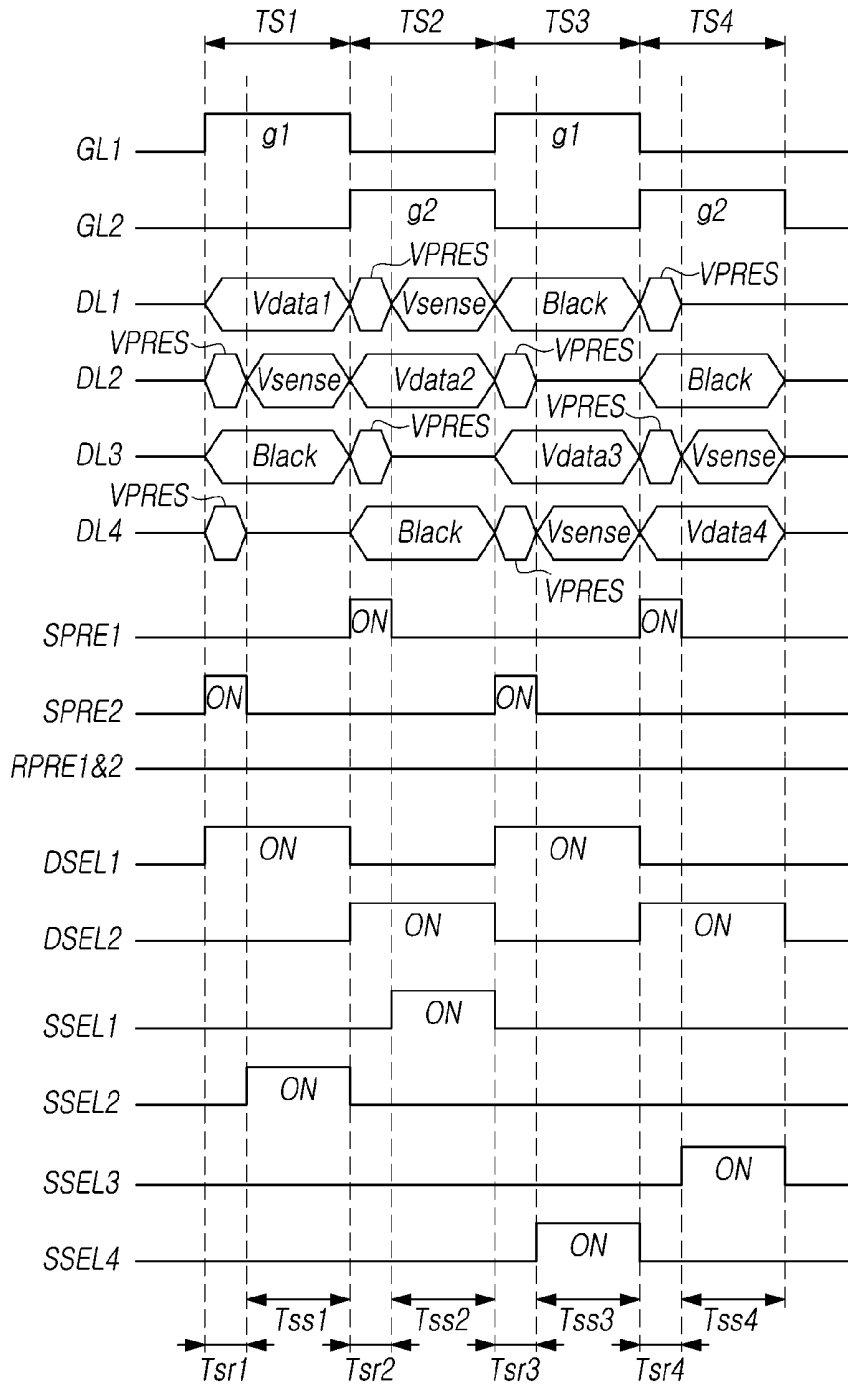 TS1 TS2 TS3 TS4
GL1 g1 g1
GL2 g2 g2
VPRES VPRES
DL1 Vdata1 Vsense Black
VPRES VPRES
DL2 Vsense Vdata2 Black
VPRES VPRES
DL3 Black Vdata3 Vsense
VPRES
DL4 Black Vsense Vdata4
VPRES
SPRE1 ON ON
SPRE2 ON ON
RPRE1&2
DSEL1 ON ON
DSEL2 ON ON
SSEL1 ON
SSEL2 ON
SSEL3 ON
SSEL4 ON
Tss1 Tss2 Tss3 Tss4
Tsr1 Tsr2 Tsr3 Tsr4